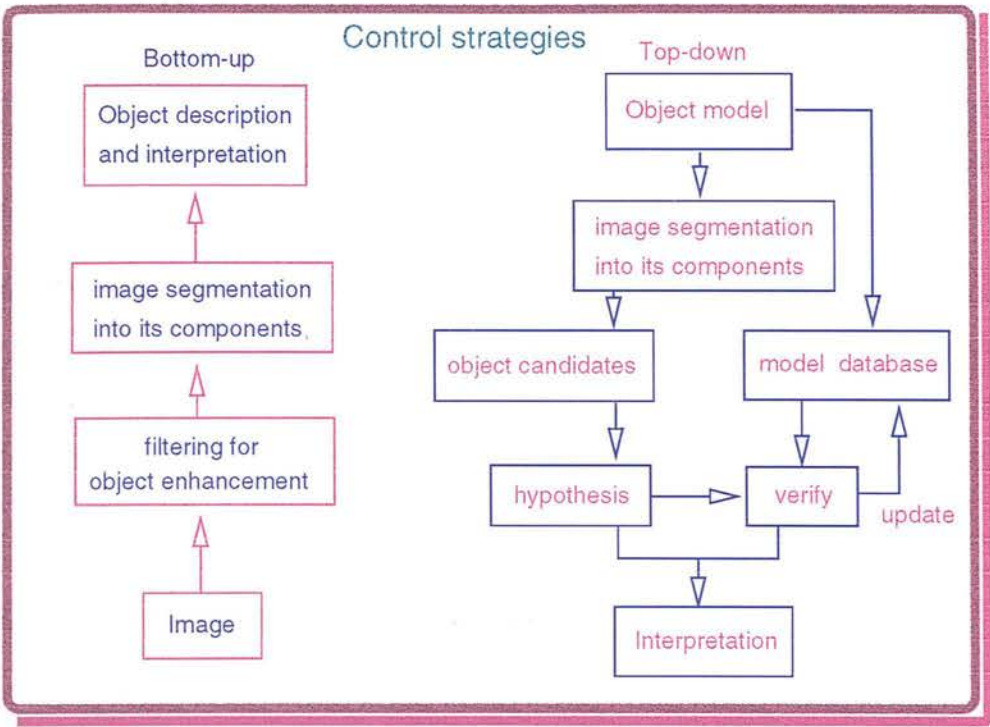 Control strategies
Bottom-up
Object description
and interpretation
image segmentation
into its components
filtering for
object enhancement
Image
Top-down
Object model
image segmentation
into its components
object candidates
model database
hypothesis
verify
update
Interpretation